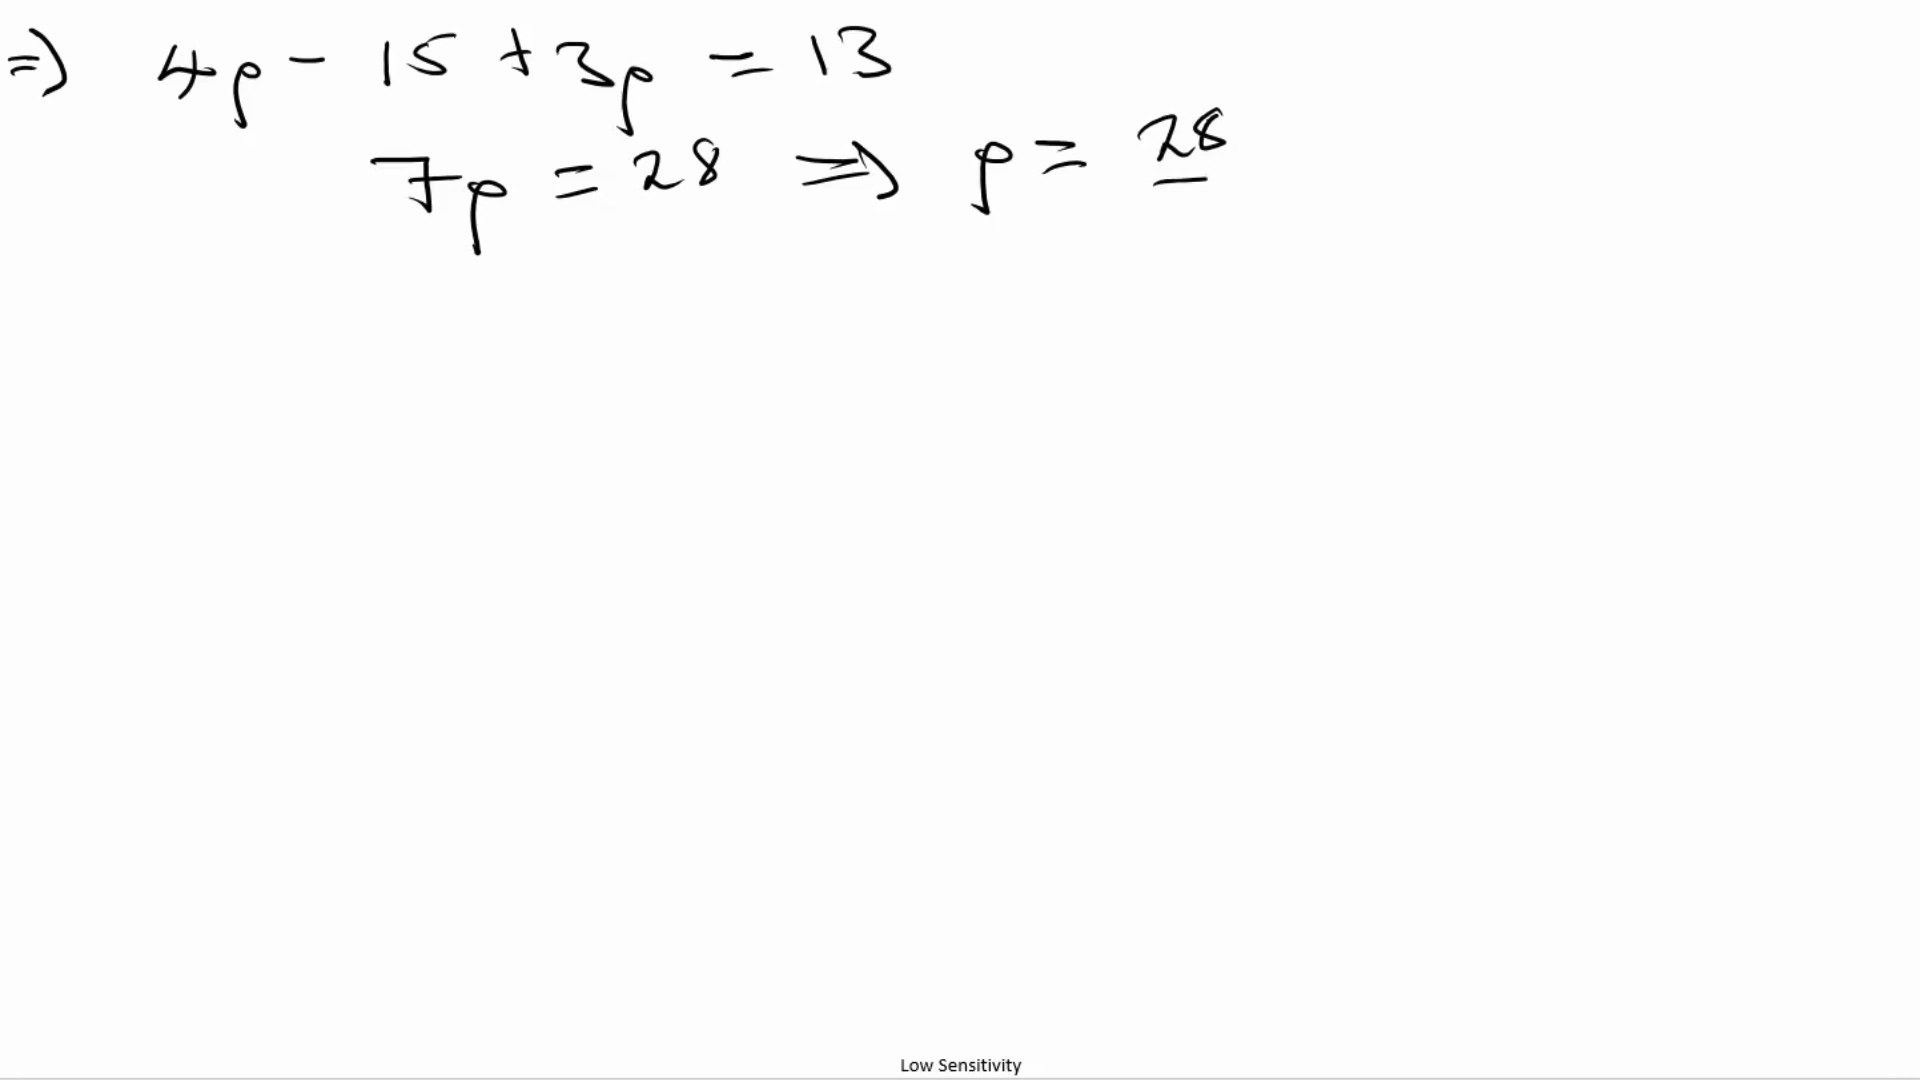 ⇒ 4p - 15 + 3p = 13
7p = 28 ⇒ p = 28
Low Sensitivity